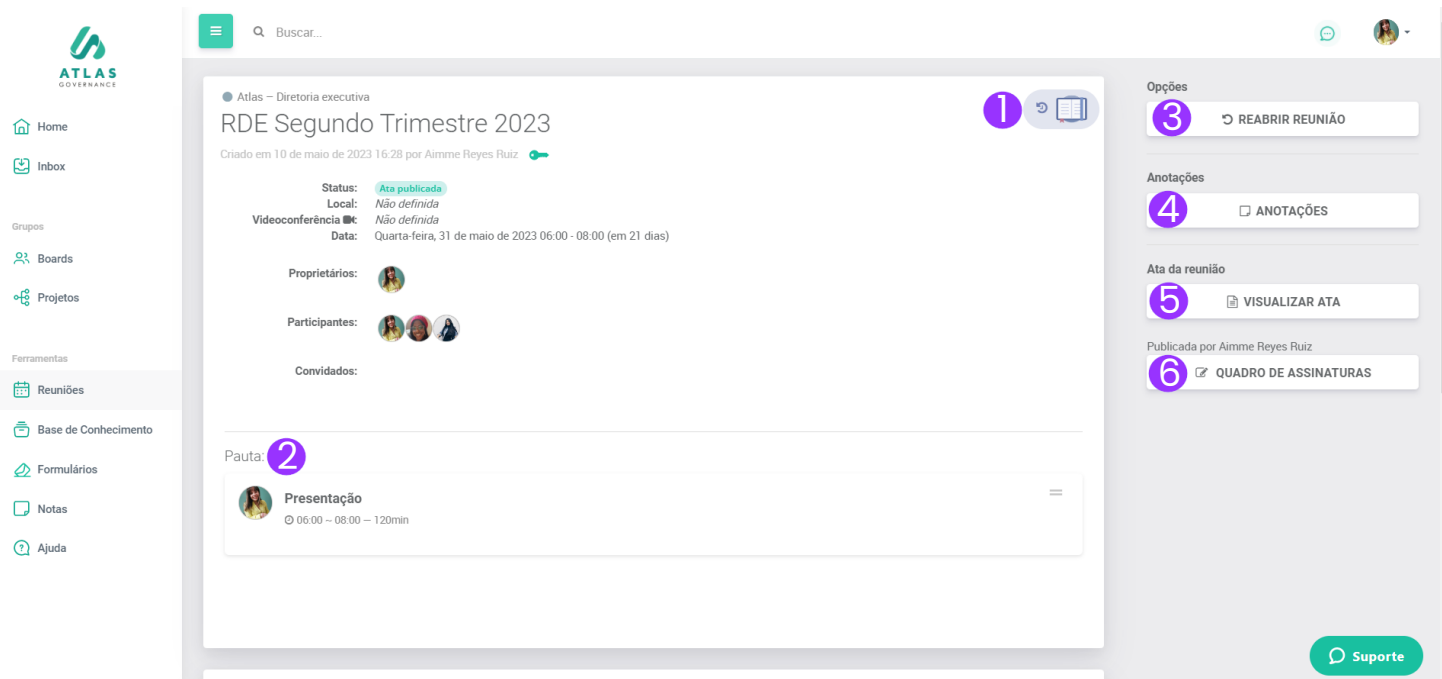 ATLAS
GOVERNANCE
Buscar...
Home
Inbox
Grupos
Boards
Projetos
Ferramentas
Reuniões
Base de Conhecimento
Formulários
Notas
Ajuda
Atlas – Diretoria executiva
RDE Segundo Trimestre 2023
Criado em 10 de maio de 2023 16:28 por Aimme Reyes Ruiz
1
Status: Ata publicada
Local: Não definida
Videoconferência : Não definida
Data: Quarta-feira, 31 de maio de 2023 06:00 - 08:00 (em 21 dias)
Proprietários:
Participantes:
Convidados:
Pauta: 2
Presentação
06:00 – 08:00 — 120min
Opções
3 REABRIR REUNIÃO
Anotações
4 ANOTAÇÕES
Ata da reunião
5 VISUALIZAR ATA
Publicada por Aimme Reyes Ruiz
6 QUADRO DE ASSINATURAS
Suporte